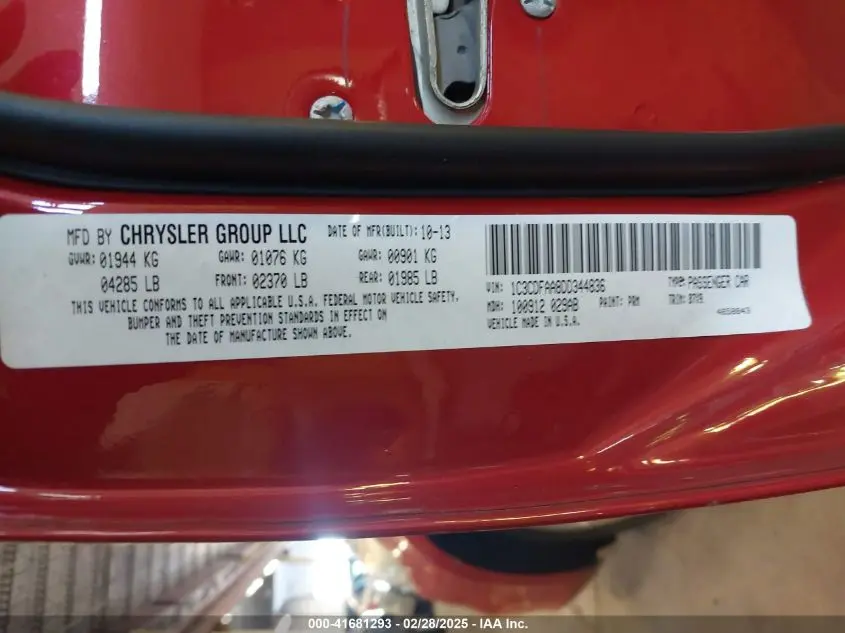 MFD BY CHRYSLER GROUP LLC DATE OF MFR(BUILT): 10-13
GVWR: 01944 KG GAWR: 01076 KG GAWR: 00901 KG
04285 LB FRONT: 02370 LB REAR: 01985 LB
THIS VEHICLE CONFORMS TO ALL APPLICABLE U.S.A. FEDERAL MOTOR VEHICLE SAFETY,
BUMPER AND THEFT PREVENTION STANDARDS IN EFFECT ON
THE DATE OF MANUFACTURE SHOWN ABOVE.
VIN: 1C3CDFAA8DD344836 TYPE: PASSENGER CAR
MDH: 100912 029AB PAINT: PRM TRIM:
VEHICLE MADE IN U.S.A.
000-41681293 - 02/28/2025 - IAA Inc.